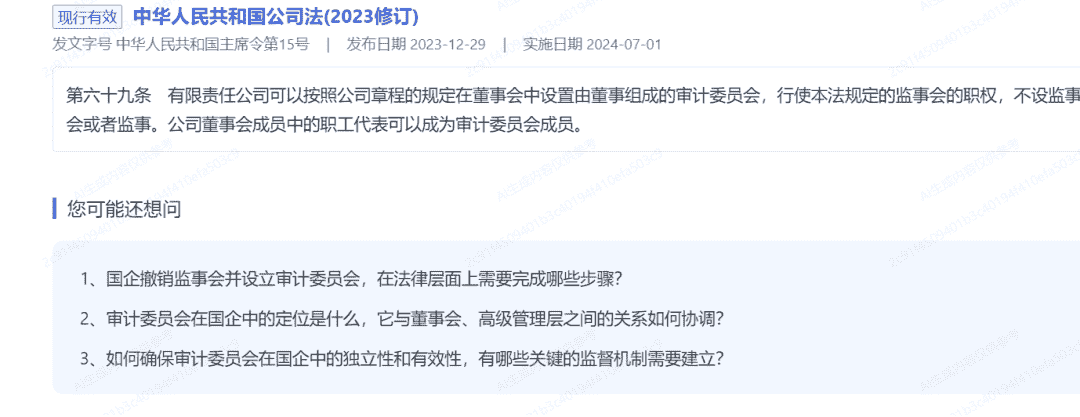 现行有效 中华人民共和国公司法(2023修订)
发文字号 中华人民共和国主席令第15号 | 发布日期 2023-12-29 | 实施日期 2024-07-01
第六十九条 有限责任公司可以按照公司章程的规定在董事会中设置由董事组成的审计委员会，行使本法规定的监事会的职权，不设监事
会或者监事。公司董事会成员中的职工代表可以成为审计委员会成员。
您可能还想问
1、国企撤销监事会并设立审计委员会，在法律层面上需要完成哪些步骤？
2、审计委员会在国企中的定位是什么，它与董事会、高级管理层之间的关系如何协调？
3、如何确保审计委员会在国企中的独立性和有效性，有哪些关键的监督机制需要建立？